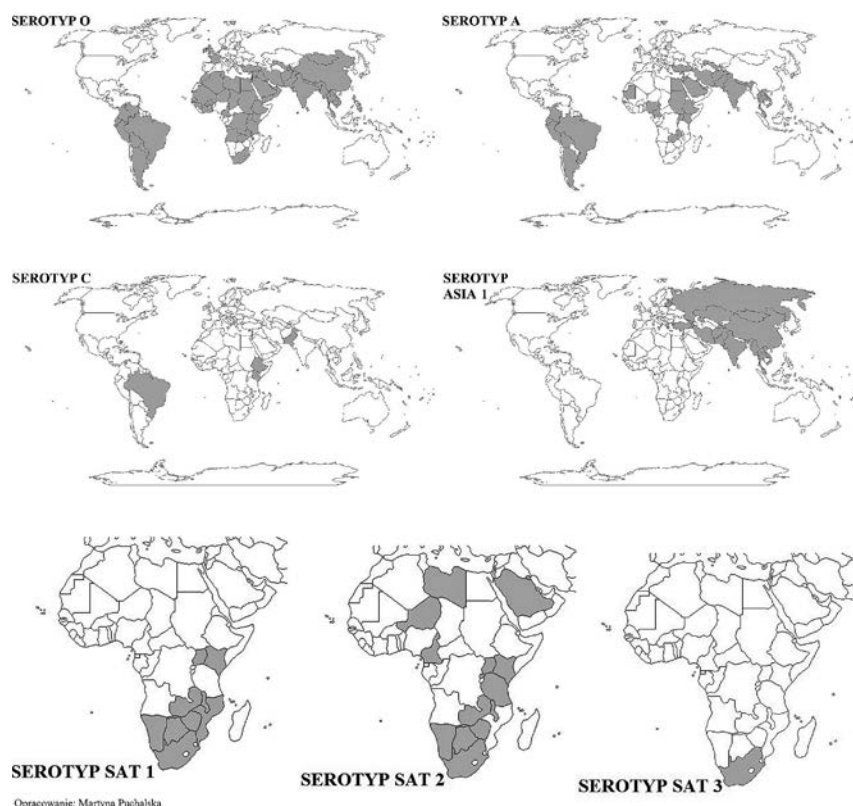 SEROTYP O
SEROTYP A
SEROTYP C
SEROTYP
ASIA 1
SEROTYP SAT 1
SEROTYP SAT 2
SEROTYP SAT 3
Opracowanie: Martyna Puchalska